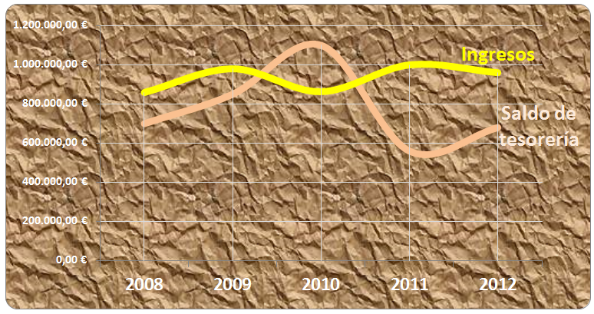 1.200.000,00 €
1.000.000,00 €
800.000,00 €
600.000,00 €
400.000,00 €
200.000,00 €
0,00 €
Ingresos
Saldo de
tesorería
2008 2009 2010 2011 2012